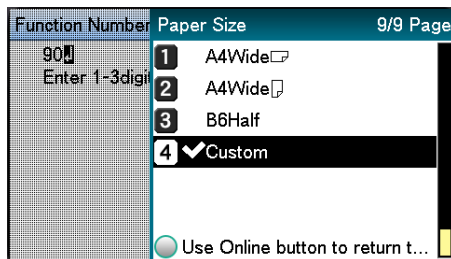 Function Number
90
Enter 1-3digi
Paper Size 9/9 Page
1 A4Wide
2 A4Wide
3 B6Half
4 Custom
Use Online button to return t...